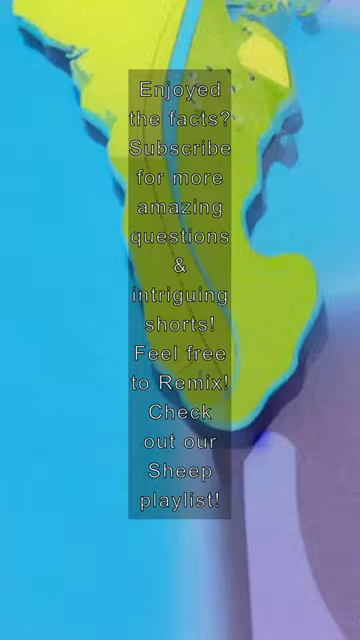 Enjoyed
the facts?
Subscribe
for more
amazing
questions
&
intriguing
shorts!
Feel free
to Remix!
Check
out our
Sheep
playlist!